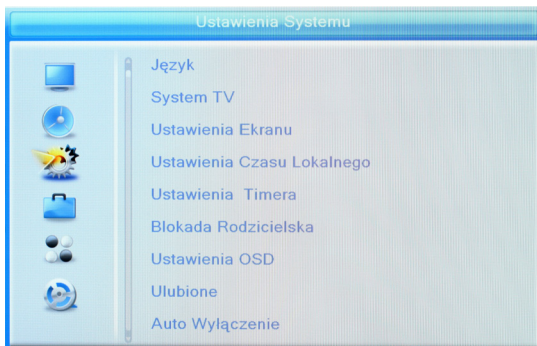 Ustawienia Systemu
Język
System TV
Ustawienia Ekranu
Ustawienia Czasu Lokalnego
Ustawienia Timera
Blokada Rodzicielska
Ustawienia OSD
Ulubione
Auto Wyłączenie